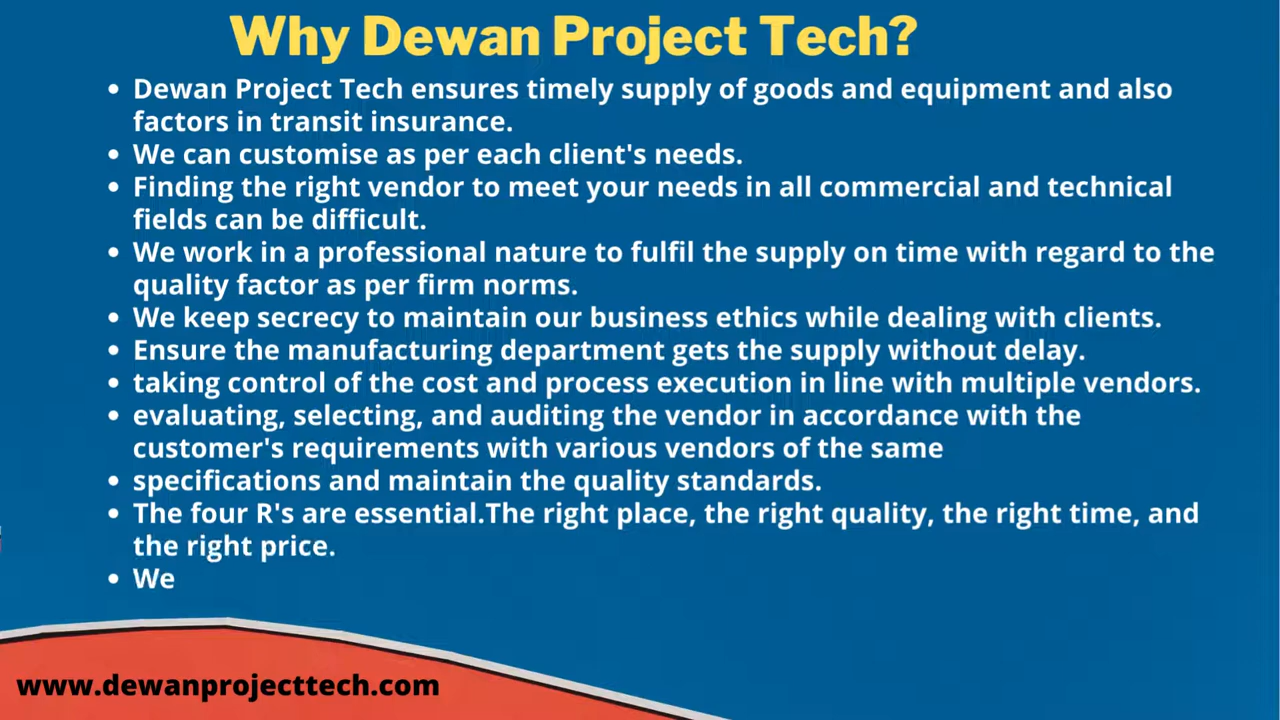 Why Dewan Project Tech?
• Dewan Project Tech ensures timely supply of goods and equipment and also
factors in transit insurance.
• We can customise as per each client's needs.
• Finding the right vendor to meet your needs in all commercial and technical
fields can be difficult.
• We work in a professional nature to fulfil the supply on time with regard to the
quality factor as per firm norms.
• We keep secrecy to maintain our business ethics while dealing with clients.
• Ensure the manufacturing department gets the supply without delay.
• taking control of the cost and process execution in line with multiple vendors.
• evaluating, selecting, and auditing the vendor in accordance with the
customer's requirements with various vendors of the same
• specifications and maintain the quality standards.
• The four R's are essential.The right place, the right quality, the right time, and
the right price.
• We
www.dewanprojecttech.com